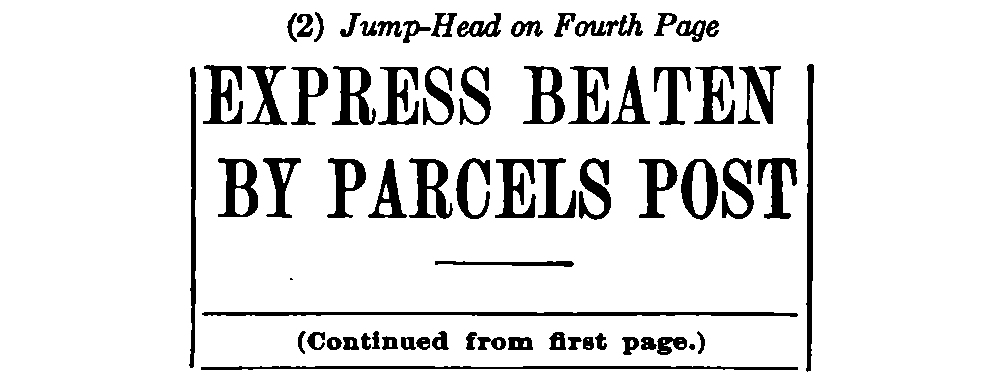 (2) Jump-Head on Fourth Page
EXPRESS BEATEN
BY PARCELS POST
(Continued from first page.)